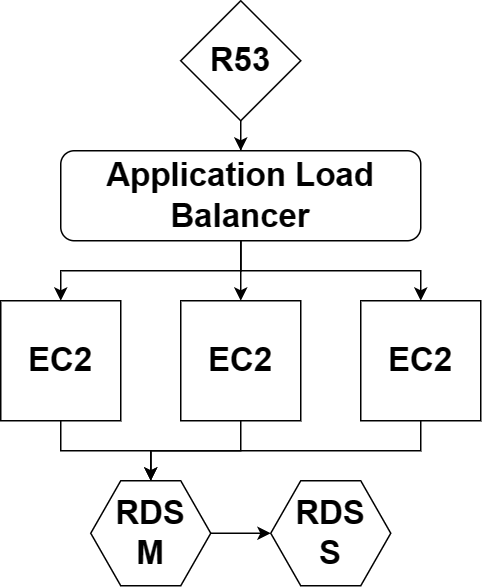 R53
Application Load
Balancer
EC2
EC2
EC2
RDS
M
RDS
S